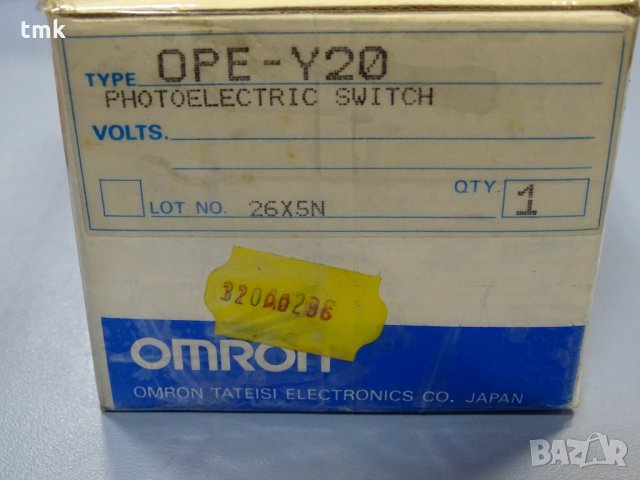 tmk
TYPE OPE-Y20
PHOTOELECTRIC SWITCH
VOLTS.
LOT NO. 26X5N QTY. 1
OMRON
OMRON TATEISI ELECTRONICS CO. JAPAN
BAZAR